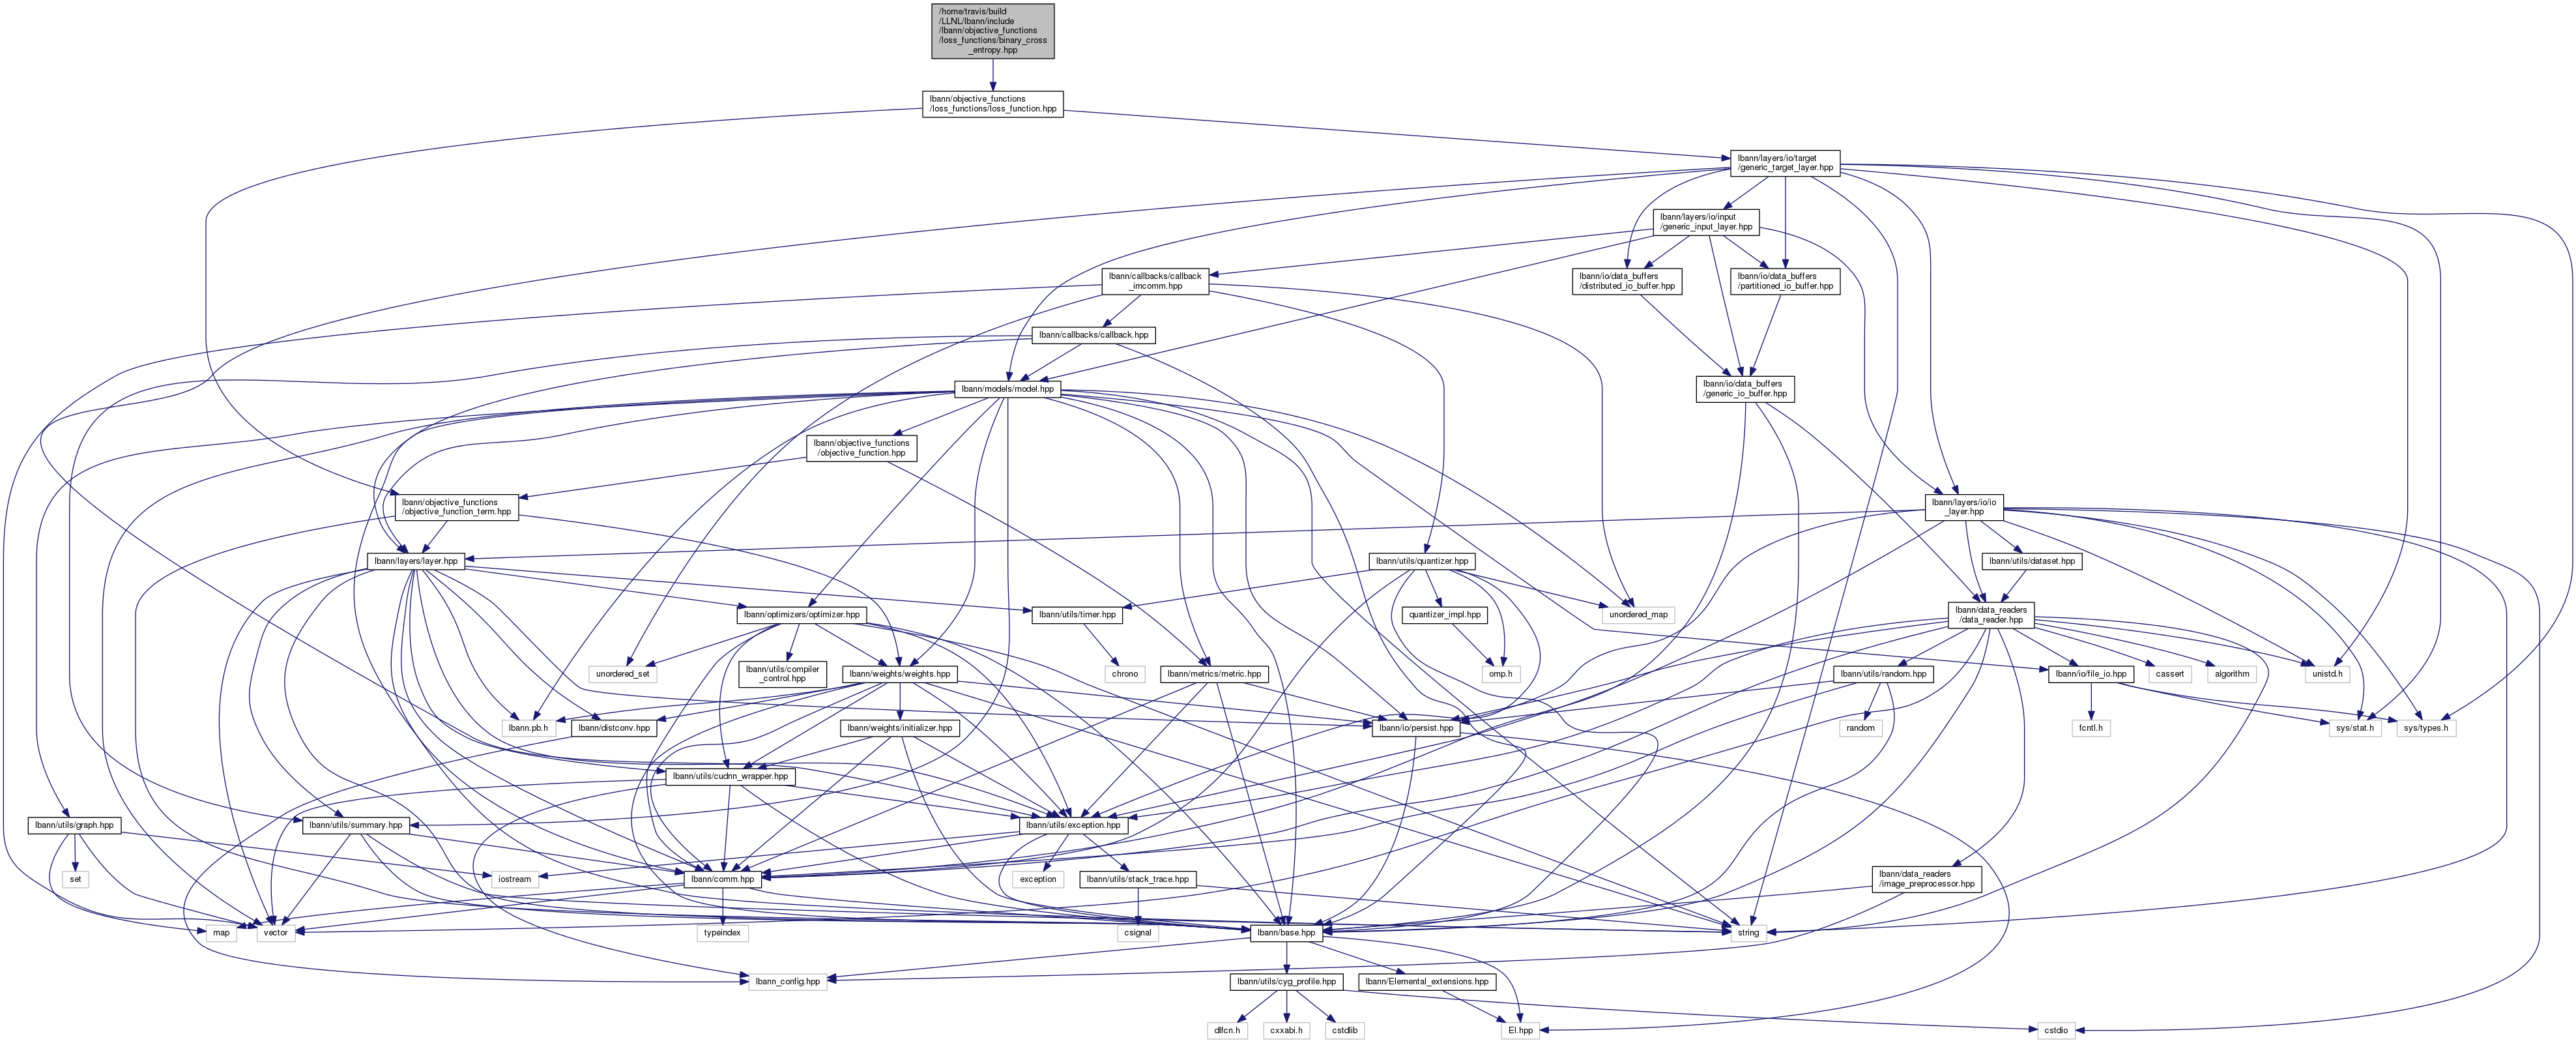 /home/travis/build
/LLNL/lbann/include
/lbann/objective_functions
/loss_functions/binary_cross
_entropy.hpp
lbann/objective_functions
/loss_functions/loss_function.hpp
lbann/layers/io/target
/generic_target_layer.hpp
lbann/layers/io/input
/generic_input_layer.hpp
lbann/callbacks/callback
_imcomm.hpp
lbann/io/data_buffers
/distributed_io_buffer.hpp
lbann/io/data_buffers
/partitioned_io_buffer.hpp
lbann/callbacks/callback.hpp
lbann/models/model.hpp
lbann/io/data_buffers
/generic_io_buffer.hpp
lbann/objective_functions
/objective_function.hpp
lbann/objective_functions
/objective_function_term.hpp
lbann/layers/io/io
_layer.hpp
lbann/layers/layer.hpp
lbann/utils/quantizer.hpp
lbann/utils/dataset.hpp
lbann/optimizers/optimizer.hpp
lbann/utils/timer.hpp
quantizer_impl.hpp
unordered_map
lbann/data_readers
/data_reader.hpp
unordered_set
lbann/utils/compiler
_control.hpp
lbann/weights/weights.hpp
chrono
lbann/metrics/metric.hpp
omp.h
lbann/utils/random.hpp
lbann/io/file_io.hpp
cassert
algorithm
unistd.h
lbann.pb.h
lbann/distconv.hpp
lbann/weights/initializer.hpp
lbann/io/persist.hpp
random
fcntl.h
sys/stat.h
sys/types.h
lbann/utils/cudnn_wrapper.hpp
lbann/utils/graph.hpp
lbann/utils/summary.hpp
lbann/utils/exception.hpp
set
iostream
lbann/comm.hpp
exception
lbann/utils/stack_trace.hpp
lbann/data_readers
/image_preprocessor.hpp
map
vector
typeindex
csignal
lbann/base.hpp
string
lbann_config.hpp
lbann/utils/cyg_profile.hpp
lbann/Elemental_extensions.hpp
dlfcn.h
cxxabi.h
cstdlib
El.hpp
cstdio